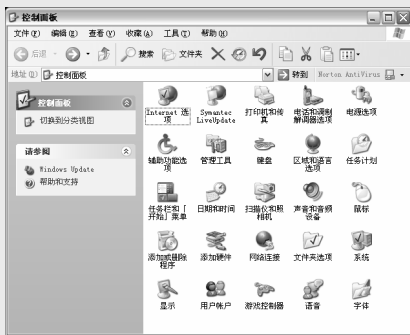 控制面板
文件(F) 编辑(E) 查看(V) 收藏(A) 工具(T) 帮助(H)
后退 搜索 文件夹
地址(D) 控制面板 转到 Norton AntiVirus
控制面板
切换到分类视图
请参阅
Windows Update
帮助和支持
Internet 选项
Symantec LiveUpdate
打印机和传真
电话和调制解调器选项
电源选项
辅助功能选项
管理工具
键盘
区域和语言选项
任务计划
任务栏和「开始」菜单
日期和时间
扫描仪和照相机
声音和音频设备
鼠标
添加或删除程序
添加硬件
网络连接
文件夹选项
系统
显示
用户帐户
游戏控制器
语音
字体